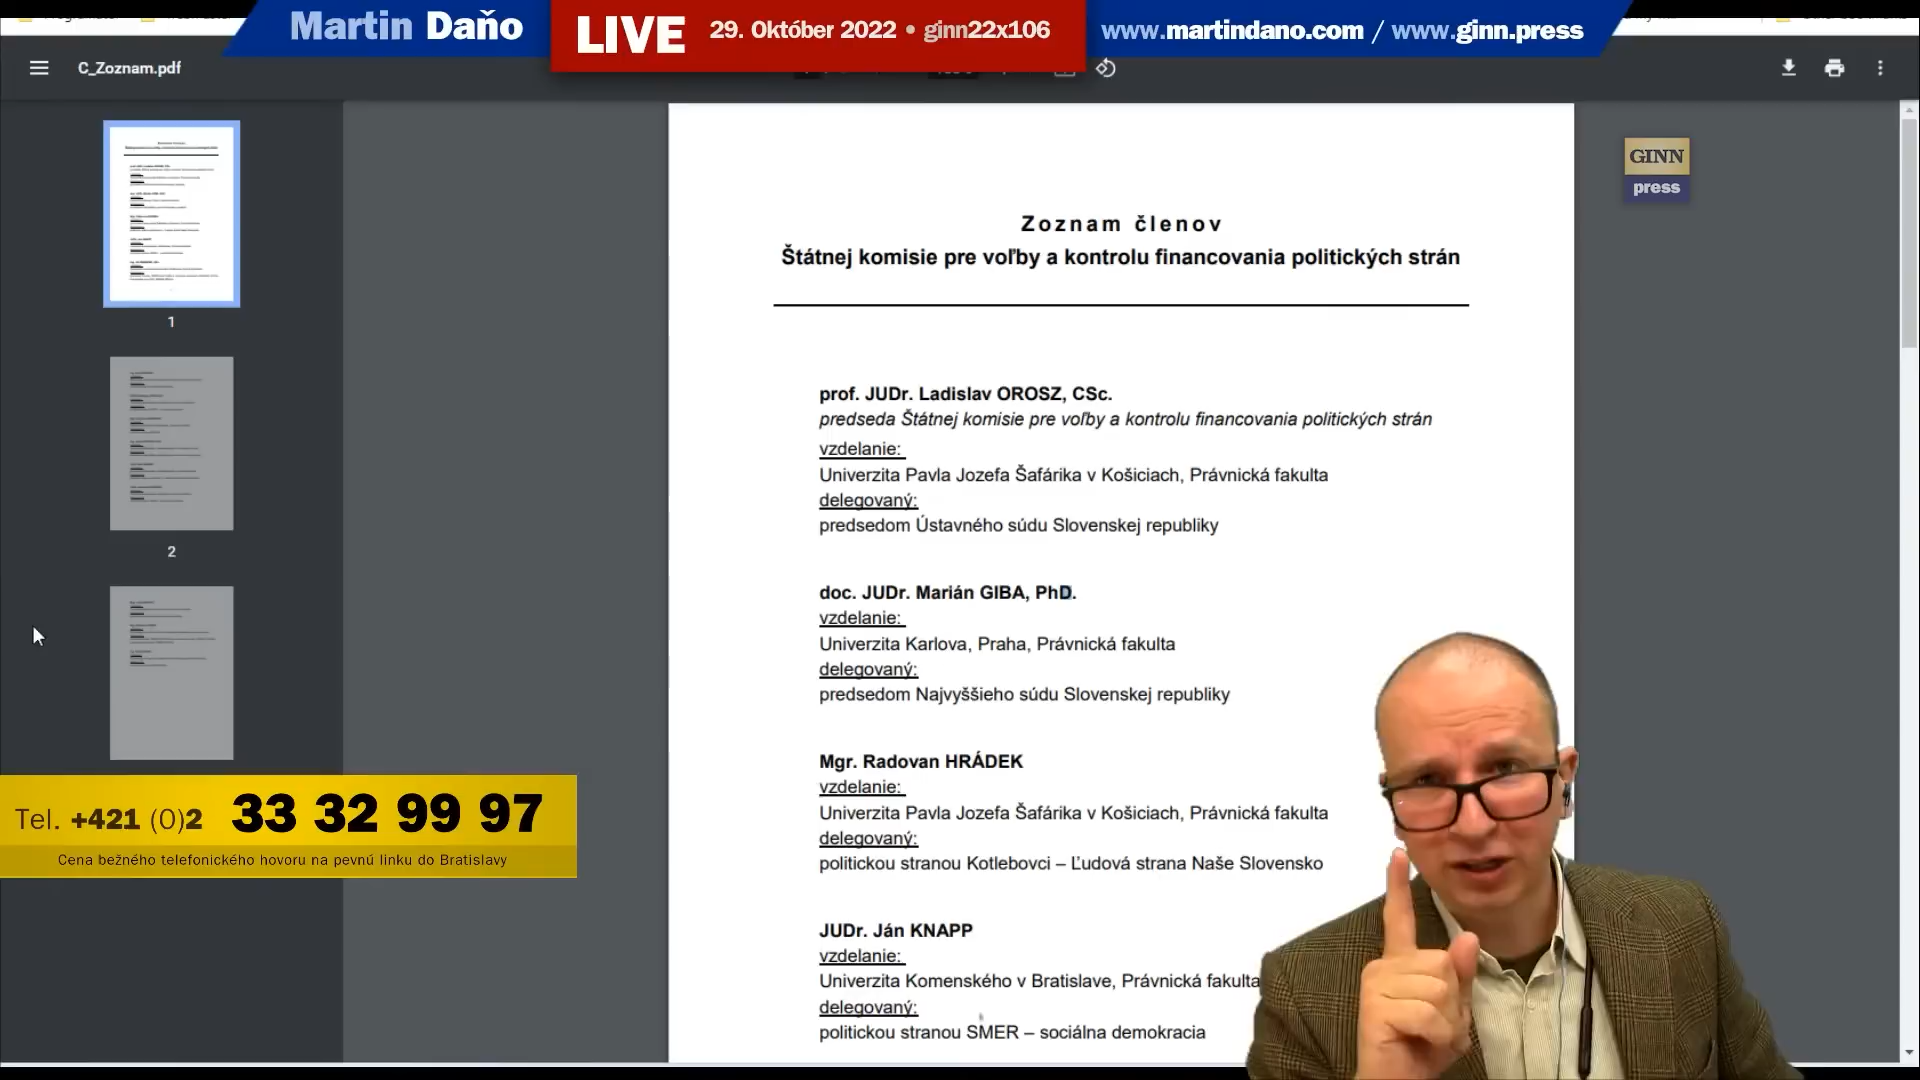 Martin Daňo
LIVE
29. Október 2022 • ginn22x106
www.martindano.com / www.ginn.press
C_Zoznam.pdf
GINN
press
1
2
Zoznam členov
Štátnej komisie pre voľby a kontrolu financovania politických strán
prof. JUDr. Ladislav OROSZ, CSc.
predseda Štátnej komisie pre voľby a kontrolu financovania politických strán
vzdelanie:
Univerzita Pavla Jozefa Šafárika v Košiciach, Právnická fakulta
delegovaný:
predsedom Ústavného súdu Slovenskej republiky
doc. JUDr. Marián GIBA, PhD.
vzdelanie:
Univerzita Karlova, Praha, Právnická fakulta
delegovaný:
predsedom Najvyššieho súdu Slovenskej republiky
Mgr. Radovan HRÁDEK
vzdelanie:
Univerzita Pavla Jozefa Šafárika v Košiciach, Právnická fakulta
delegovaný:
politickou stranou Kotlebovci – Ľudová strana Naše Slovensko
JUDr. Ján KNAPP
vzdelanie:
Univerzita Komenského v Bratislave, Právnická fakulta
delegovaný:
politickou stranou SMER – sociálna demokracia
Tel. +421 (0)2 33 32 99 97
Cena bežného telefonického hovoru na pevnú linku do Bratislavy